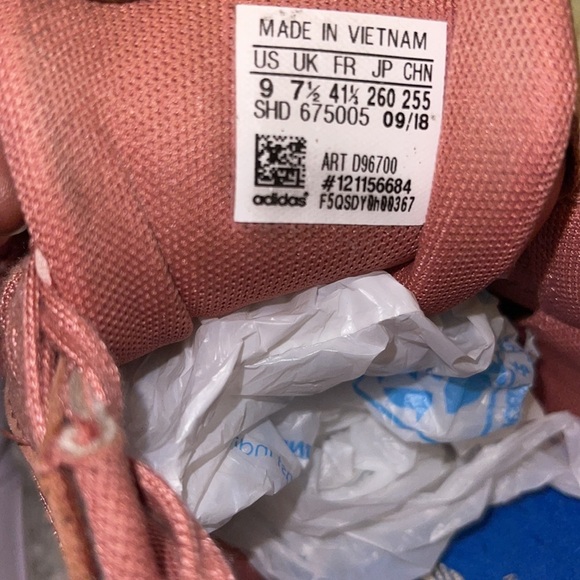 MADE IN VIETNAM
US UK FR JP CHN
9 7½ 41⅓ 260 255
SHD 675005 09/18
ART D96700
#121156684
adidas F5QSDY0h00367